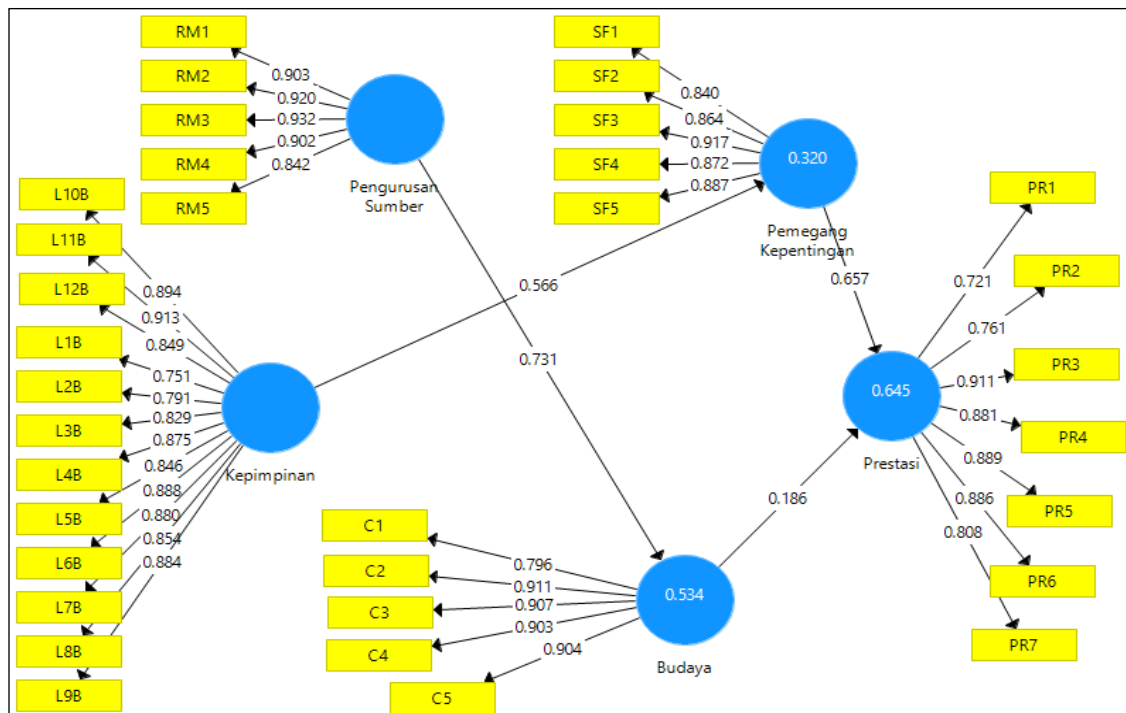 RM1
RM2
RM3
RM4
RM5
0.903
0.920
0.932
0.902
0.842
Pengurusan
Sumber
SF1
SF2
SF3
SF4
SF5
0.840
0.864
0.917
0.872
0.887
0.320
Pemegang
Kepentingan
L10B
L11B
L12B
L1B
L2B
L3B
L4B
L5B
L6B
L7B
L8B
L9B
0.894
0.913
0.849
0.751
0.791
0.829
0.875
0.846
0.888
0.880
0.854
0.884
Kepimpinan
0.566
0.731
0.657
0.186
C1
C2
C3
C4
C5
0.796
0.911
0.907
0.903
0.904
0.534
Budaya
0.645
Prestasi
0.721
0.761
0.911
0.881
0.889
0.886
0.808
PR1
PR2
PR3
PR4
PR5
PR6
PR7